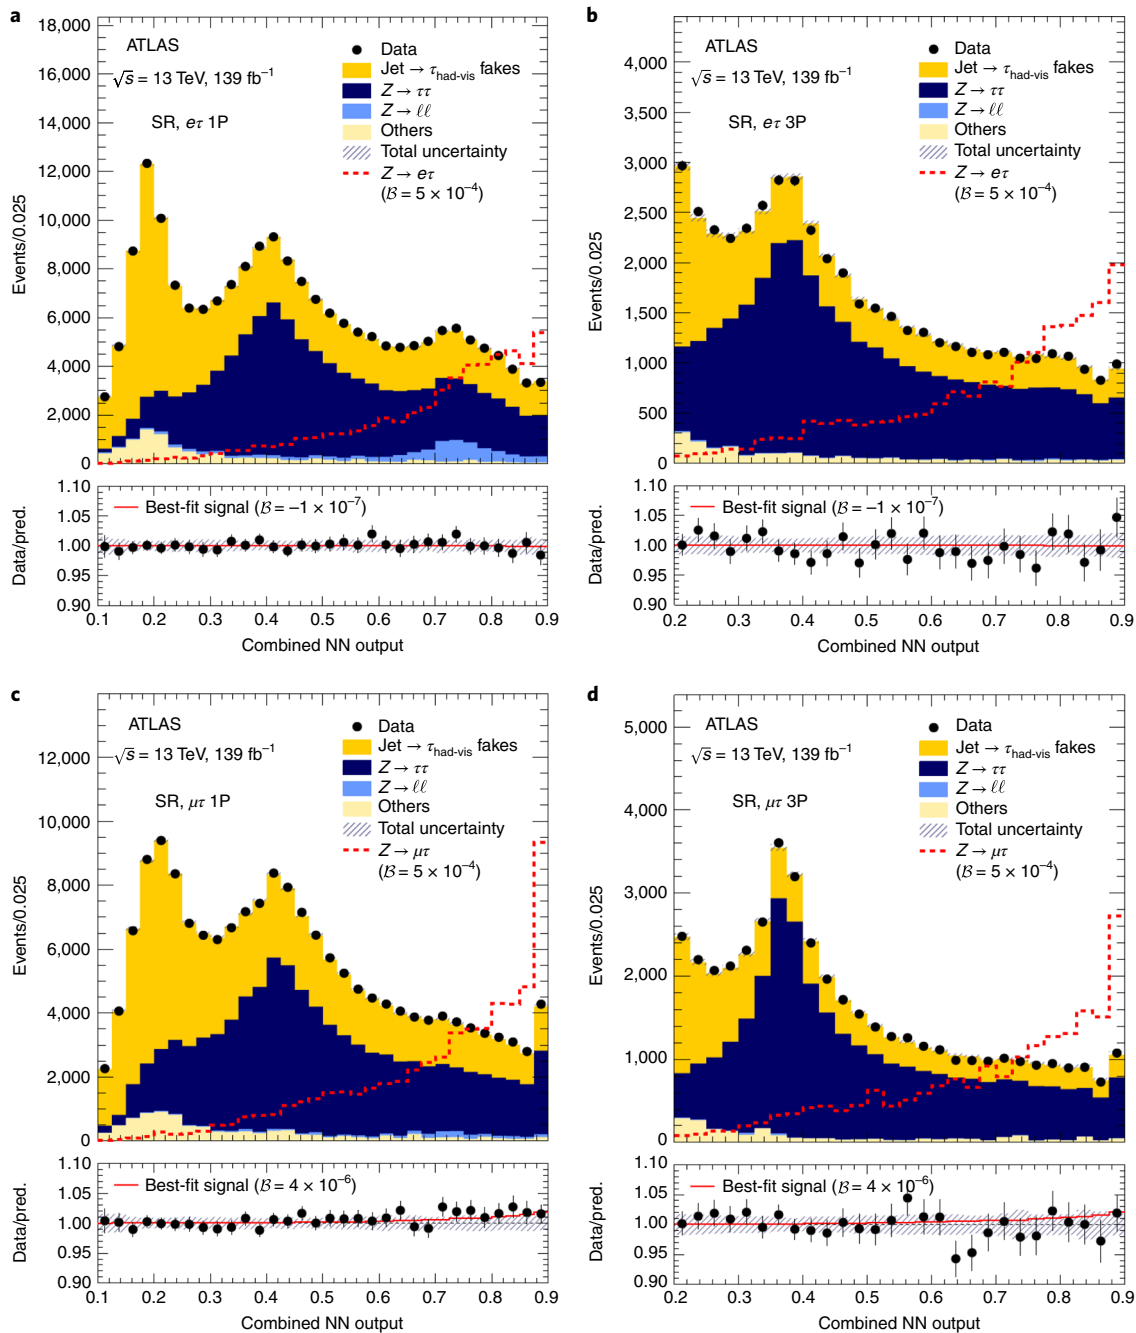 a
18,000
16,000
14,000
12,000
10,000
8,000
6,000
4,000
2,000
0
Events/0.025
ATLAS
√s = 13 TeV, 139 fb⁻¹
SR, eτ 1P
Data
Jet → τhad-vis fakes
Z → ττ
Z → ℓℓ
Others
Total uncertainty
Z → eτ
(B = 5 × 10⁻⁴)
1.10
1.05
1.00
0.95
0.90
Data/pred.
Best-fit signal (B = −1 × 10⁻⁷)
0.1 0.2 0.3 0.4 0.5 0.6 0.7 0.8 0.9
Combined NN output
b
4,000
3,500
3,000
2,500
2,000
1,500
1,000
500
0
Events/0.025
ATLAS
√s = 13 TeV, 139 fb⁻¹
SR, eτ 3P
Data
Jet → τhad-vis fakes
Z → ττ
Z → ℓℓ
Others
Total uncertainty
Z → eτ
(B = 5 × 10⁻⁴)
1.10
1.05
1.00
0.95
0.90
Data/pred.
Best-fit signal (B = −1 × 10⁻⁷)
0.2 0.3 0.4 0.5 0.6 0.7 0.8 0.9
Combined NN output
c
12,000
10,000
8,000
6,000
4,000
2,000
0
Events/0.025
ATLAS
√s = 13 TeV, 139 fb⁻¹
SR, μτ 1P
Data
Jet → τhad-vis fakes
Z → ττ
Z → ℓℓ
Others
Total uncertainty
Z → μτ
(B = 5 × 10⁻⁴)
1.10
1.05
1.00
0.95
0.90
Data/pred.
Best-fit signal (B = 4 × 10⁻⁶)
0.1 0.2 0.3 0.4 0.5 0.6 0.7 0.8 0.9
Combined NN output
d
5,000
4,000
3,000
2,000
1,000
0
Events/0.025
ATLAS
√s = 13 TeV, 139 fb⁻¹
SR, μτ 3P
Data
Jet → τhad-vis fakes
Z → ττ
Z → ℓℓ
Others
Total uncertainty
Z → μτ
(B = 5 × 10⁻⁴)
1.10
1.05
1.00
0.95
0.90
Data/pred.
Best-fit signal (B = 4 × 10⁻⁶)
0.2 0.3 0.4 0.5 0.6 0.7 0.8 0.9
Combined NN output